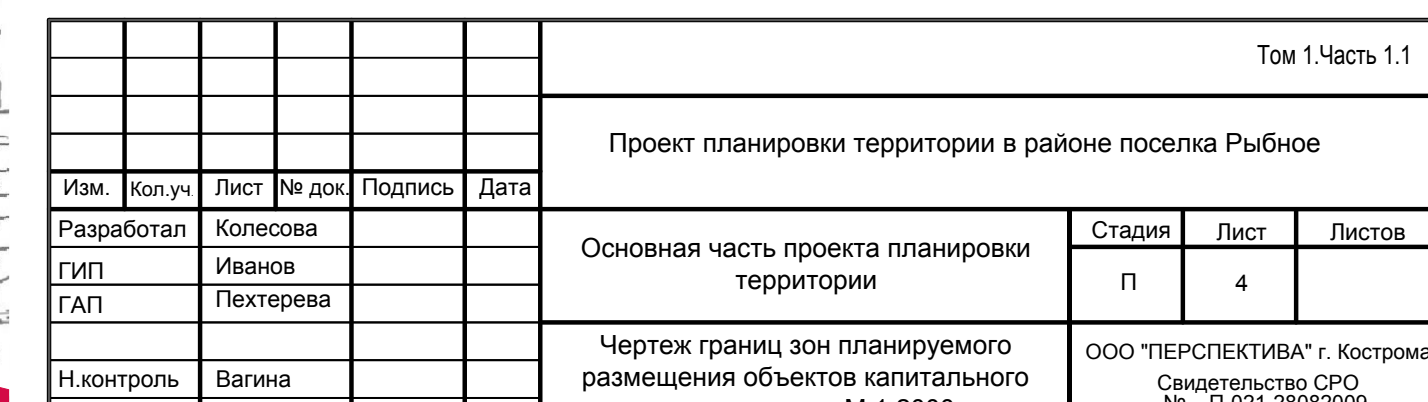 Том 1.Часть 1.1
Проект планировки территории в районе поселка Рыбное
Изм. Кол.уч. Лист № док. Подпись Дата
Разработал Колесова
ГИП Иванов
ГАП Пехтерева
Н.контроль Вагина
Основная часть проекта планировки
территории
Стадия Лист Листов
П 4
Чертеж границ зон планируемого
размещения объектов капитального
ООО "ПЕРСПЕКТИВА" г. Кострома
Свидетельство СРО